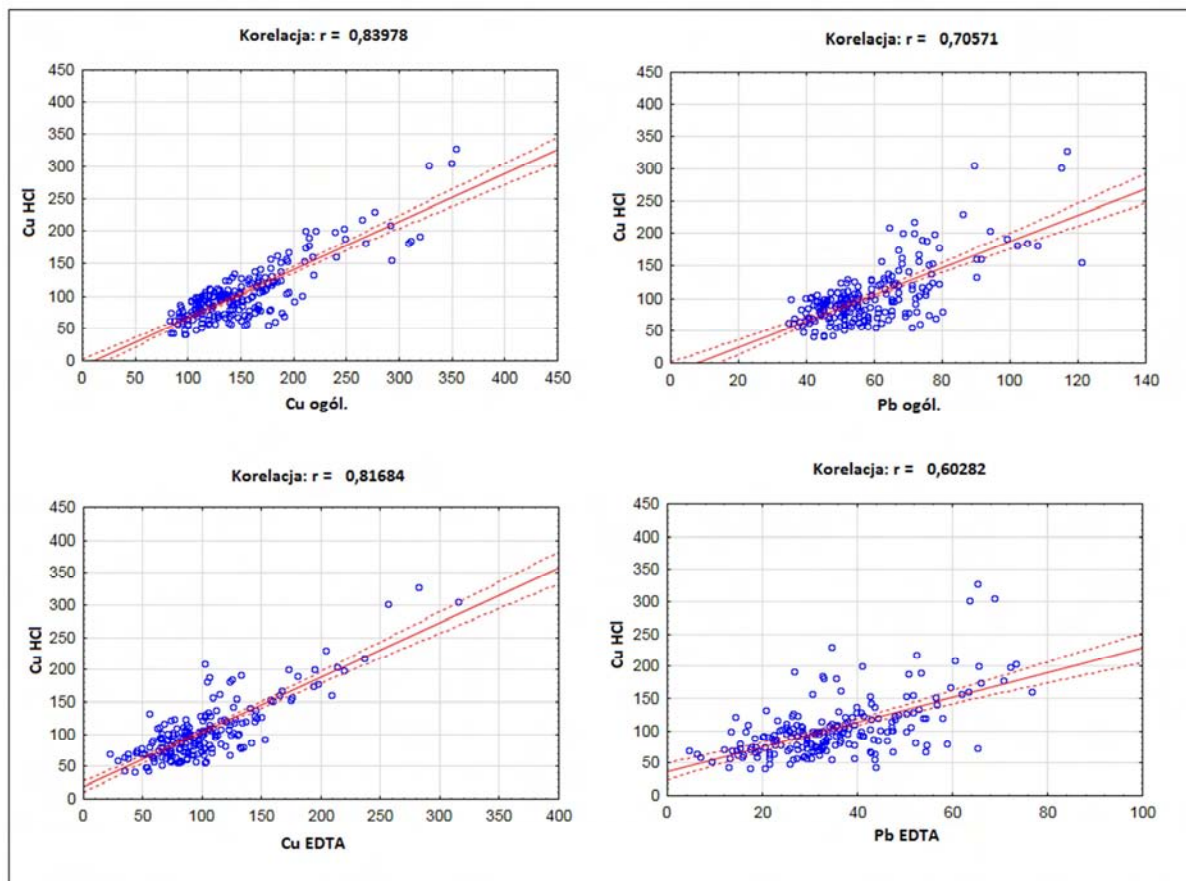 Korelacja: r = 0,83978
450
400
350
300
250
200
150
100
50
0
Cu HCl
0 50 100 150 200 250 300 350 400 450
Cu ogól.
Korelacja: r = 0,70571
450
400
350
300
250
200
150
100
50
0
Cu HCl
0 20 40 60 80 100 120 140
Pb ogól.
Korelacja: r = 0,81684
450
400
350
300
250
200
150
100
50
0
Cu HCl
0 50 100 150 200 250 300 350 400
Cu EDTA
Korelacja: r = 0,60282
450
400
350
300
250
200
150
100
50
0
Cu HCl
0 20 40 60 80 100
Pb EDTA